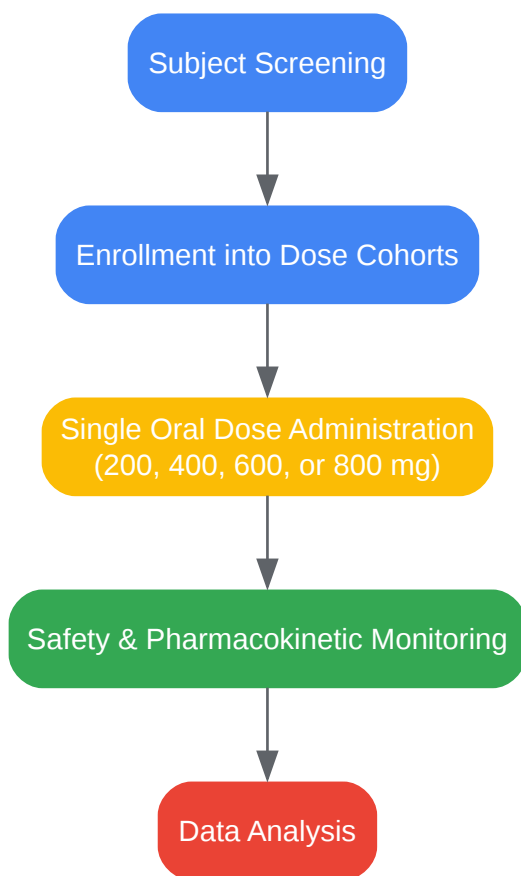 Subject Screening
Enrollment into Dose Cohorts
Single Oral Dose Administration
(200, 400, 600, or 800 mg)
Safety & Pharmacokinetic Monitoring
Data Analysis